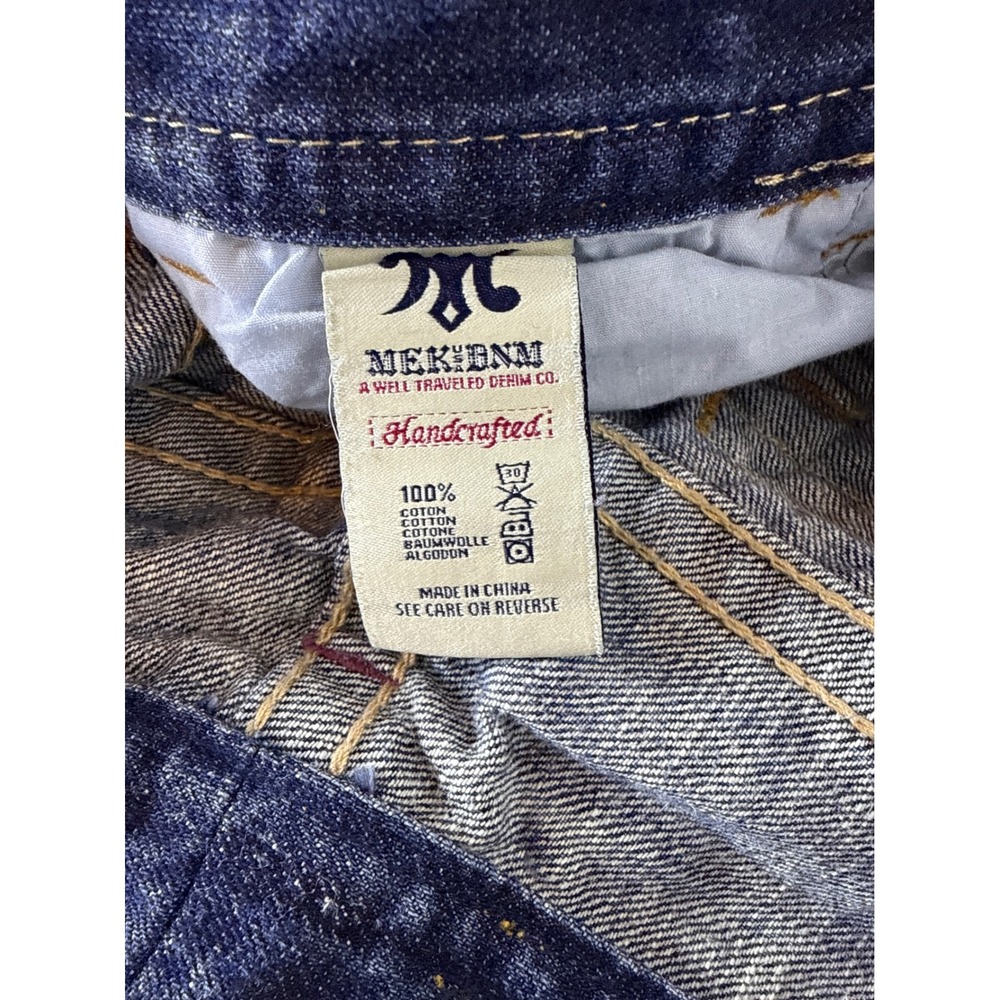 MEK DNM
A WELL TRAVELED DENIM CO.
Handcrafted
30
100%
COTON
COTTON
COTONE
BAUMWOLLE
ALGODON
MADE IN CHINA
SEE CARE ON REVERSE